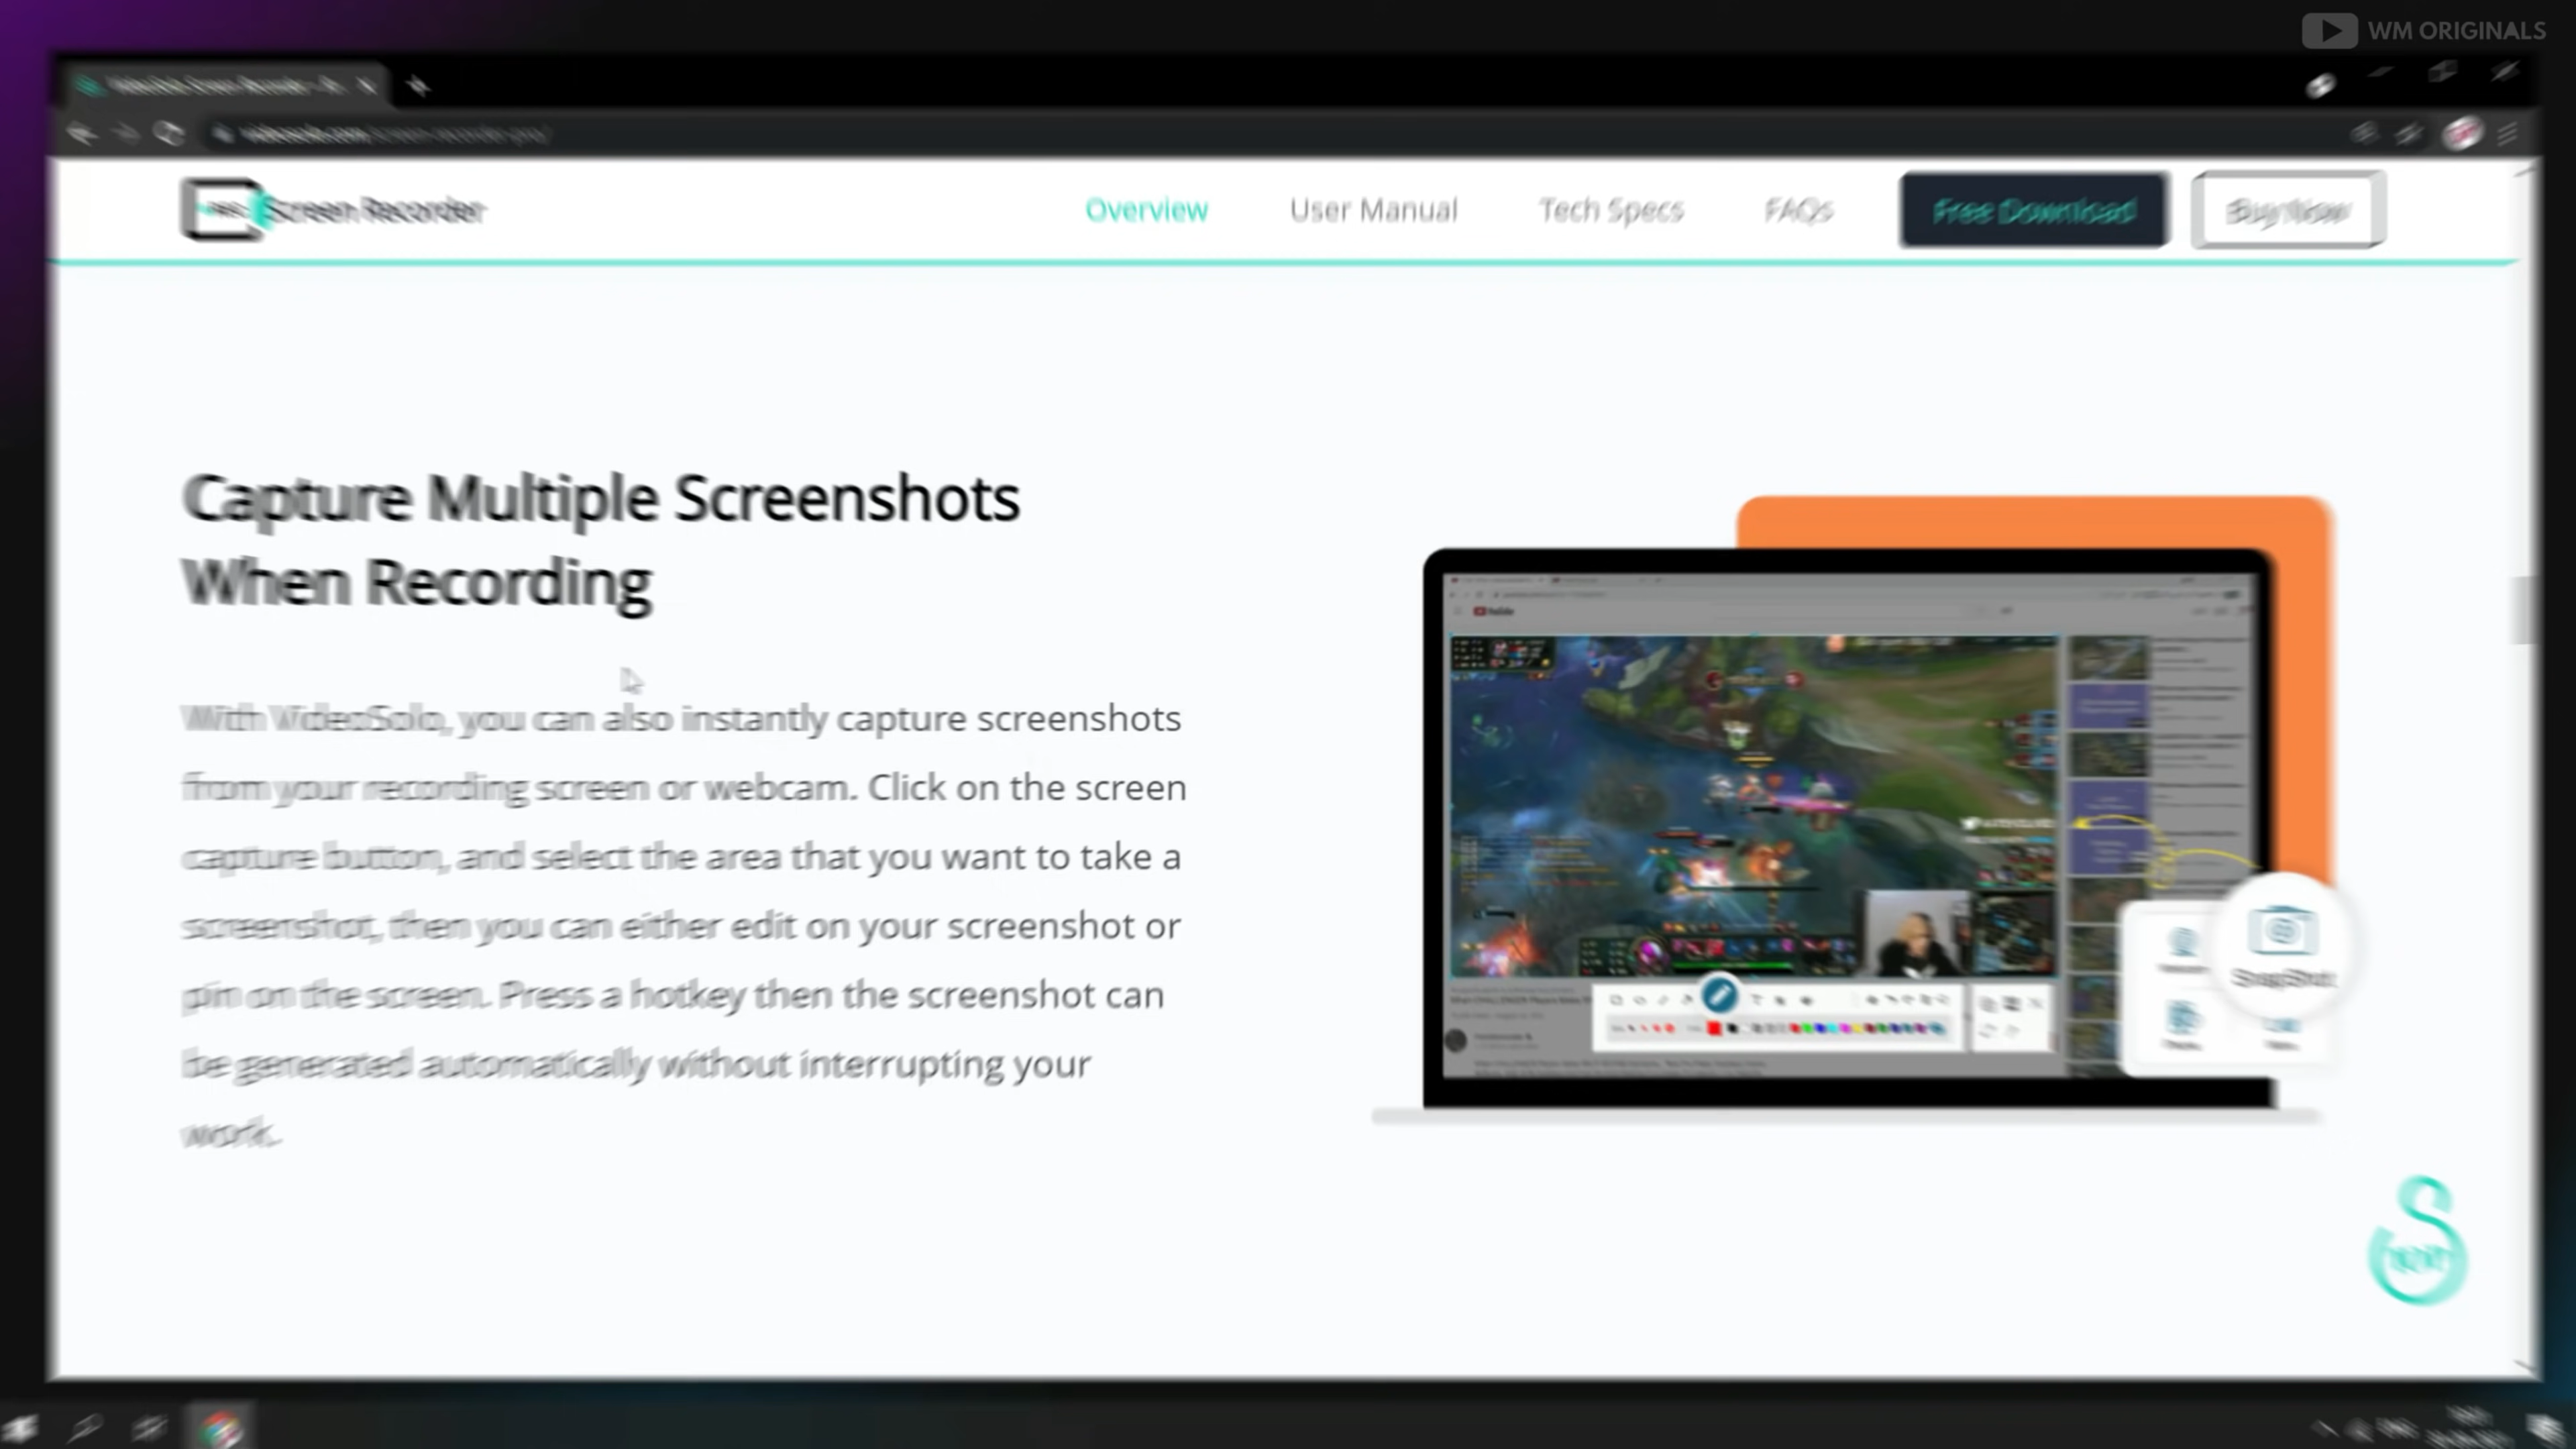 WM ORIGINALS
Screen Recorder
Overview
User Manual
Tech Specs
FAQs
Free Download
Buy Now
Capture Multiple Screenshots
When Recording
With VideoSolo, you can also instantly capture screenshots
from your recording screen or webcam. Click on the screen
capture button, and select the area that you want to take a
screenshot, then you can either edit on your screenshot or
pin on the screen. Press a hotkey then the screenshot can
be generated automatically without interrupting your
work.
SnapShot